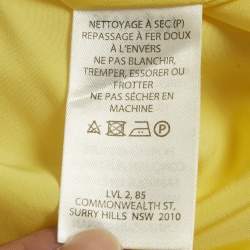 NETTOYAGE À SEC (P)
REPASSAGE À FER DOUX
À L'ENVERS
NE PAS BLANCHIR,
TREMPER, ESSORER OU
FROTTER
NE PAS SÉCHER EN
MACHINE
LVL 2, 85
COMMONWEALTH ST,
SURRY HILLS NSW 2010